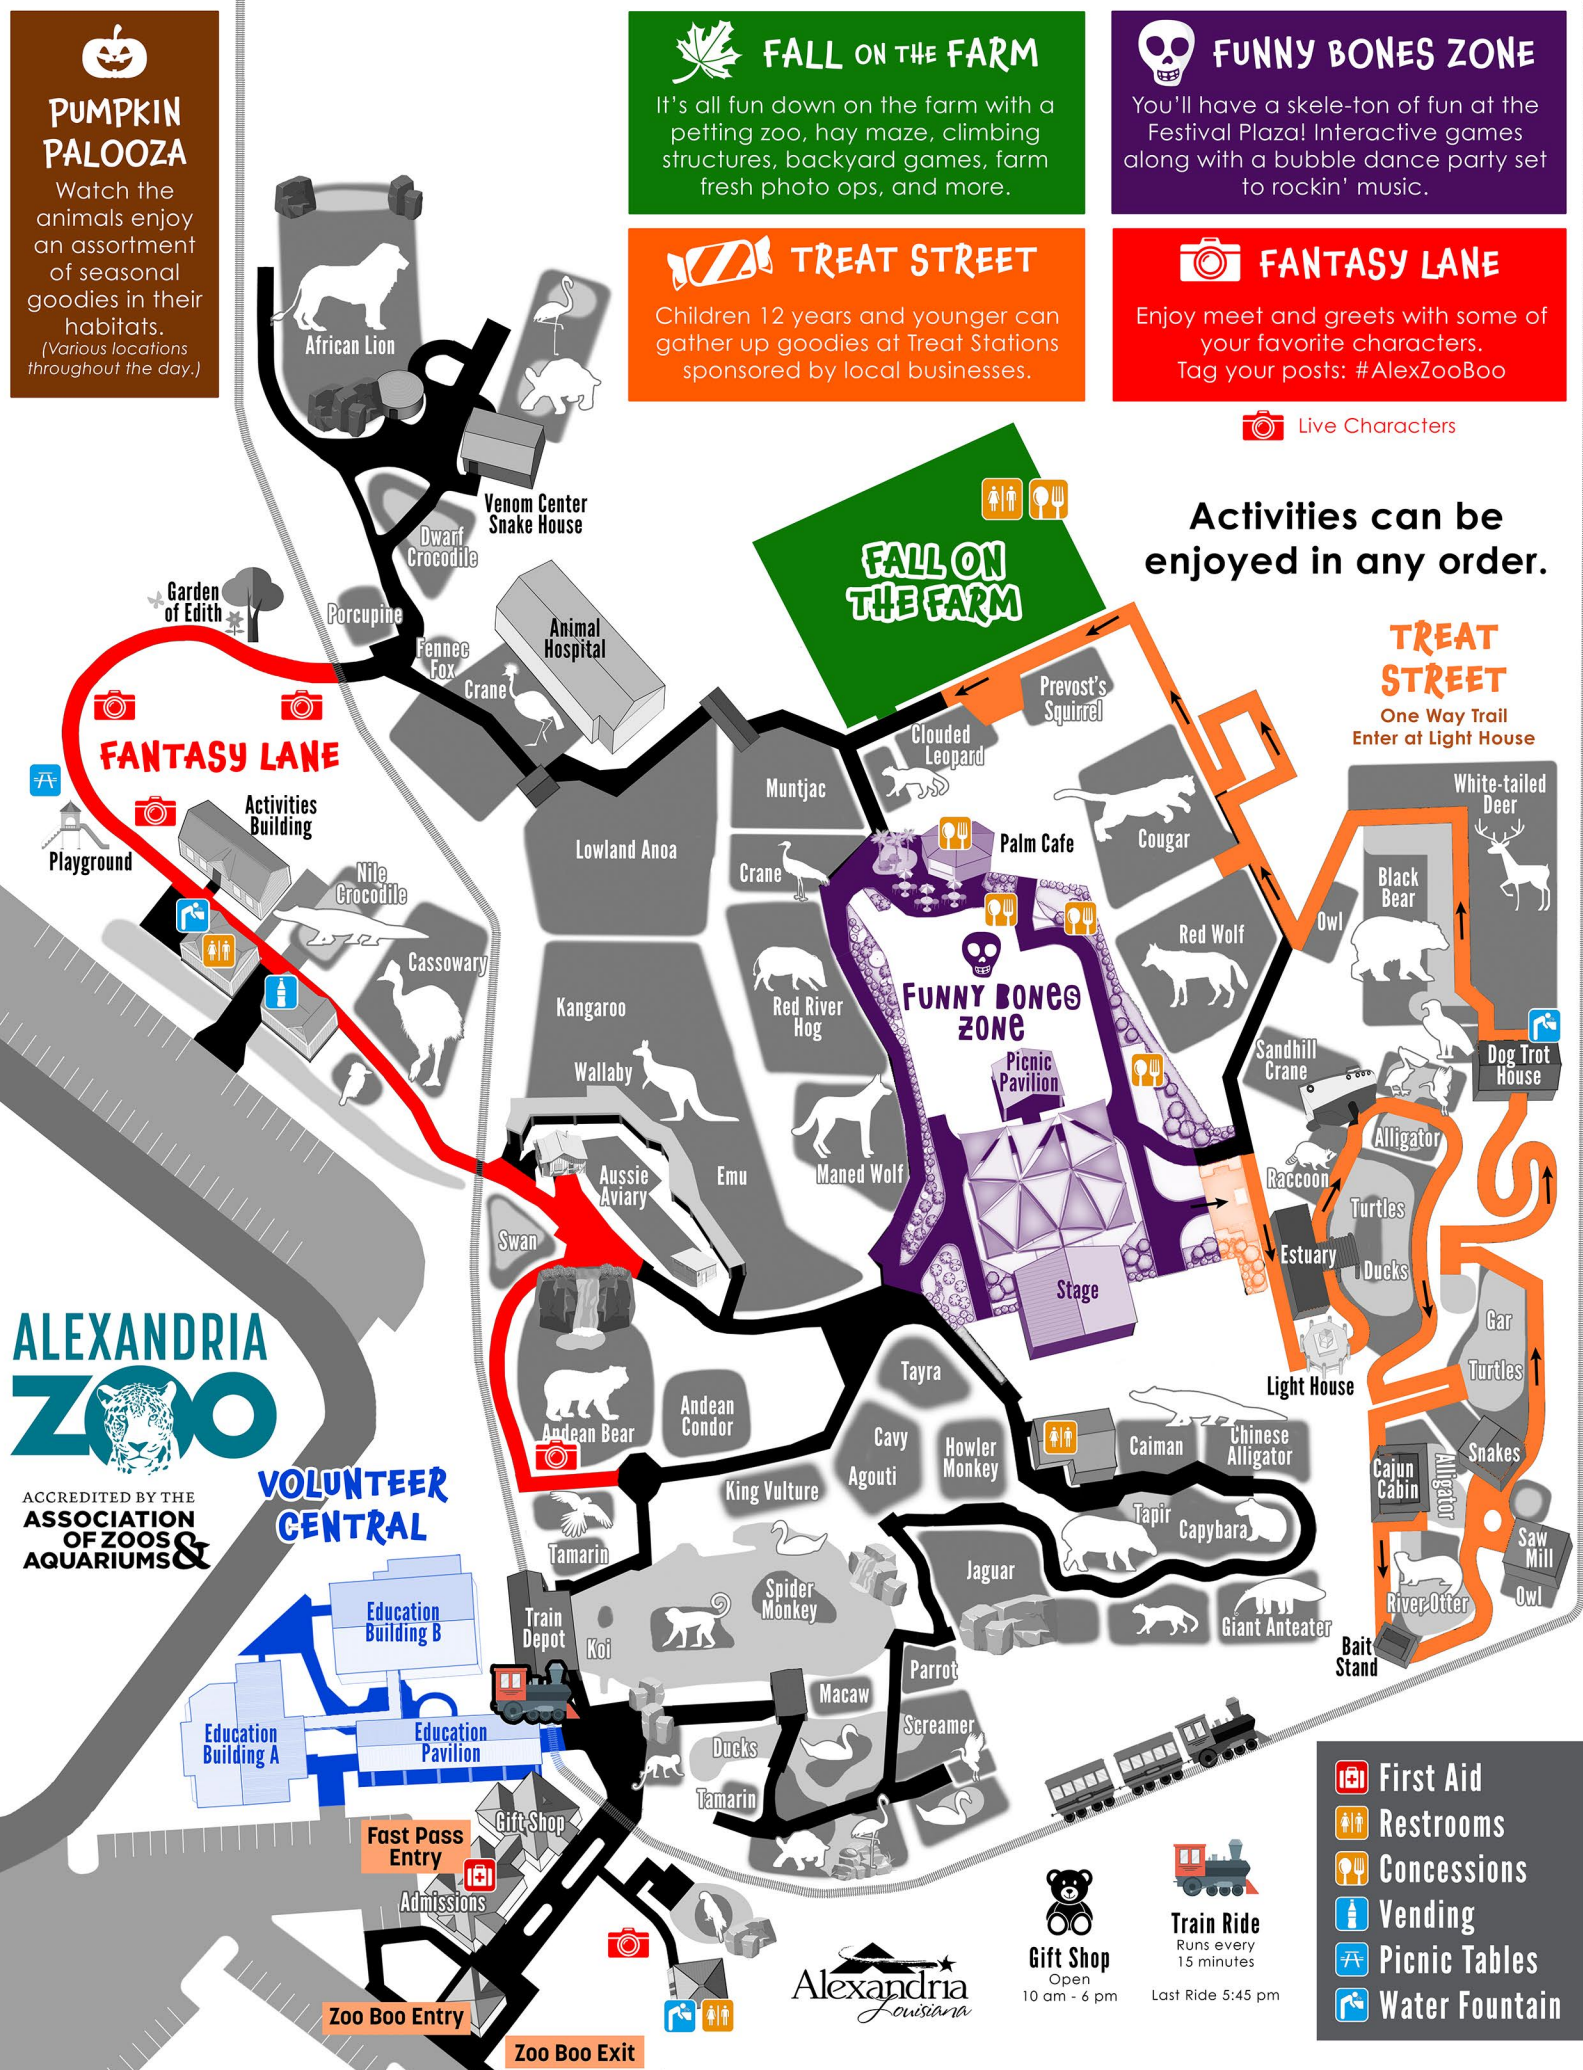 PUMPKIN
PALOOZA
Watch the
animals enjoy
an assortment
of seasonal
goodies in their
habitats.
(Various locations
throughout the day.)
FALL ON THE FARM
It's all fun down on the farm with a
petting zoo, hay maze, climbing
structures, backyard games, farm
fresh photo ops, and more.
FUNNY BONES ZONE
You'll have a skele-ton of fun at the
Festival Plaza! Interactive games
along with a bubble dance party set
to rockin' music.
TREAT STREET
Children 12 years and younger can
gather up goodies at Treat Stations
sponsored by local businesses.
FANTASY LANE
Enjoy meet and greets with some of
your favorite characters.
Tag your posts: #AlexZooBoo
Live Characters
Activities can be
enjoyed in any order.
TREAT
STREET
One Way Trail
Enter at Light House
African Lion
Venom Center
Snake House
Dwarf
Crocodile
Garden
of Edith
Porcupine
Fennec
Fox
Crane
Animal
Hospital
FALL ON
THE FARM
Prevost's
Squirrel
Clouded
Leopard
FANTASY LANE
Activities
Building
Playground
Nile
Crocodile
Cassowary
Muntjac
Lowland Anoa
Crane
Palm Cafe
Cougar
White-tailed
Deer
Black
Bear
Owl
Red Wolf
Kangaroo
Wallaby
Red River
Hog
FUNNY BONES
ZONE
Picnic
Pavilion
Sandhill
Crane
Dog Trot
House
Alligator
Raccoon
Turtles
Ducks
Estuary
Maned Wolf
Emu
Aussie
Aviary
Swan
Stage
Gar
Turtles
Light House
ALEXANDRIA
ZOO
ACCREDITED BY THE
ASSOCIATION
OF ZOOS &
AQUARIUMS
VOLUNTEER
CENTRAL
Andean Bear
Andean
Condor
Tayra
Cavy
Agouti
Howler
Monkey
King Vulture
Caiman
Chinese
Alligator
Cajun
Cabin
Alligator
Snakes
Tapir
Capybara
Saw
Mill
Owl
River Otter
Tamarin
Jaguar
Spider
Monkey
Giant Anteater
Bait
Stand
Train
Depot
Koi
Education
Building B
Education
Building A
Education
Pavilion
Parrot
Macaw
Screamer
Ducks
Tamarin
Gift Shop
Fast Pass
Entry
Admissions
Zoo Boo Entry
Zoo Boo Exit
Alexandria
Louisiana
Gift Shop
Open
10 am - 6 pm
Train Ride
Runs every
15 minutes
Last Ride 5:45 pm
First Aid
Restrooms
Concessions
Vending
Picnic Tables
Water Fountain